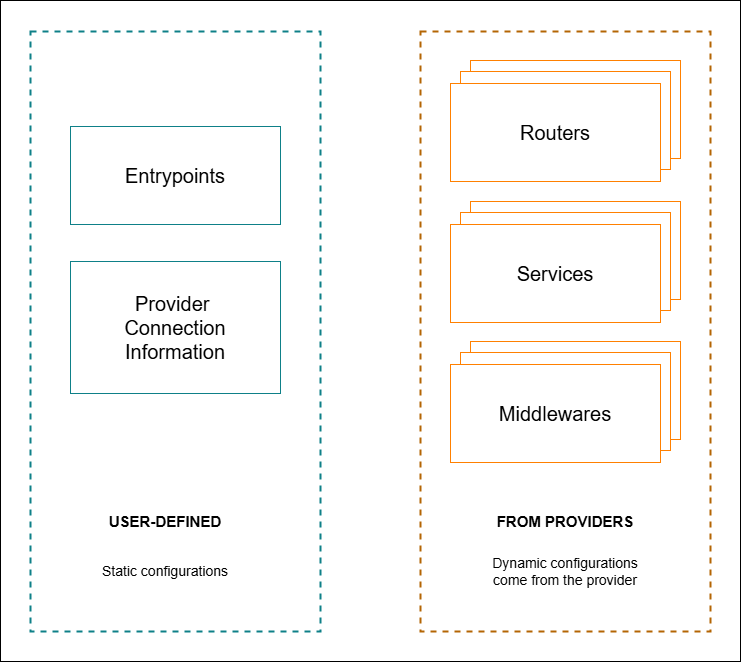 Entrypoints
Provider
Connection
Information
USER-DEFINED
Static configurations
Routers
Services
Middlewares
FROM PROVIDERS
Dynamic configurations
come from the provider